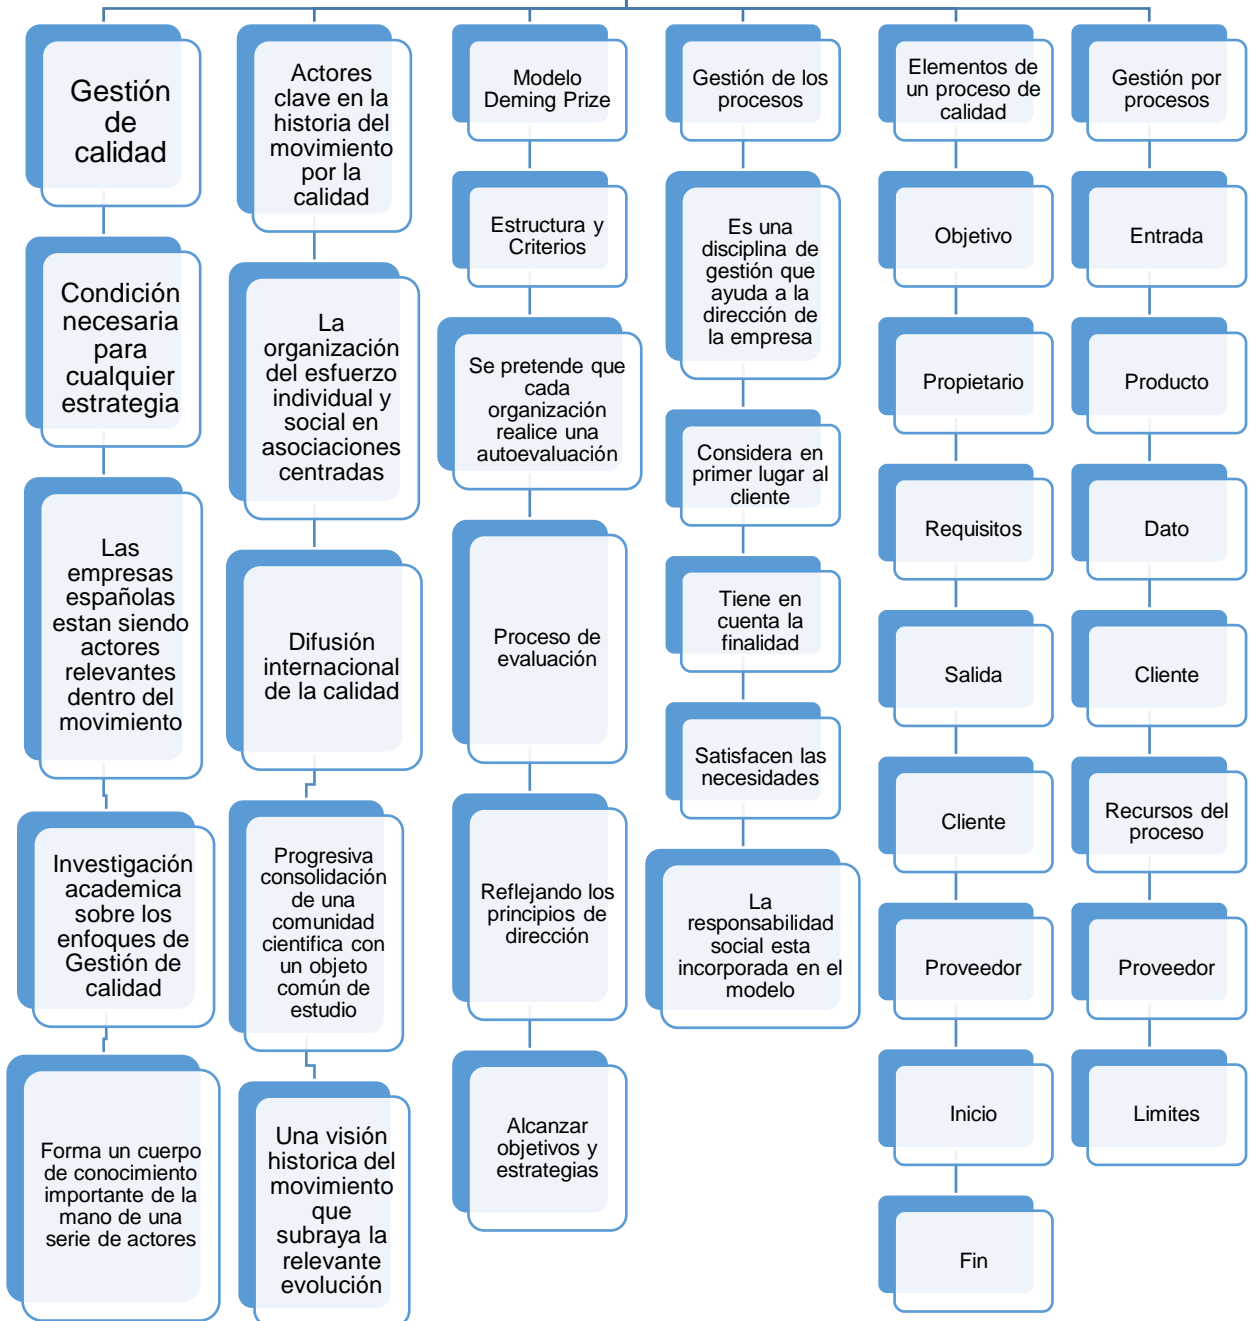 Gestión
de
calidad
Condición
necesaria
para
cualquier
estrategia
Las
empresas
españolas
estan siendo
actores
relevantes
dentro del
movimiento
Investigación
academica
sobre los
enfoques de
Gestión de
calidad
Forma un cuerpo
de conocimiento
importante de la
mano de una
serie de actores
Actores
clave en la
historia del
movimiento
por la
calidad
La
organización
del esfuerzo
individual y
social en
asociaciones
centradas
Difusión
internacional
de la calidad
Progresiva
consolidación
de una
comunidad
cientifica con
un objeto
común de
estudio
Una visión
historica del
movimiento
que
subraya la
relevante
evolución
Modelo
Deming Prize
Estructura y
Criterios
Se pretende que
cada
organización
realice una
autoevaluación
Proceso de
evaluación
Reflejando los
principios de
dirección
Alcanzar
objetivos y
estrategias
Gestión de los
procesos
Es una
disciplina de
gestión que
ayuda a la
dirección de
la empresa
Considera en
primer lugar al
cliente
Tiene en
cuenta la
finalidad
Satisfacen las
necesidades
La
responsabilidad
social esta
incorporada en el
modelo
Elementos de
un proceso de
calidad
Objetivo
Propietario
Requisitos
Salida
Cliente
Proveedor
Inicio
Fin
Gestión por
procesos
Entrada
Producto
Dato
Cliente
Recursos del
proceso
Proveedor
Limites